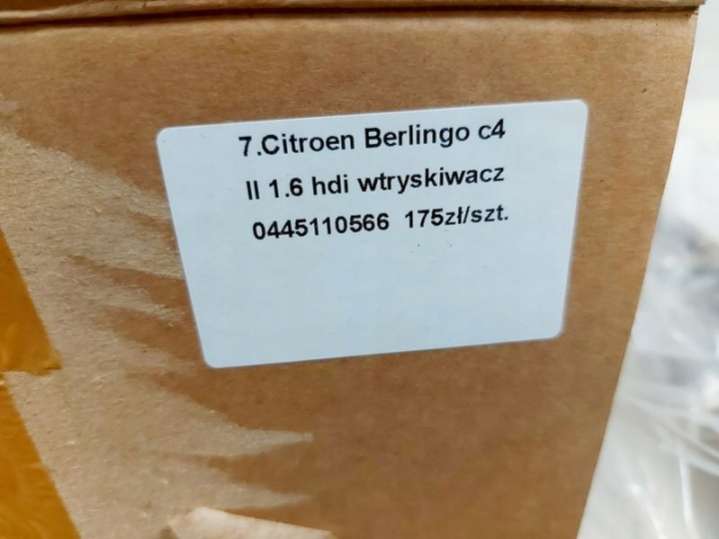 7.Citroen Berlingo c4
II 1.6 hdi wtryskiwacz
0445110566 175zł/szt.